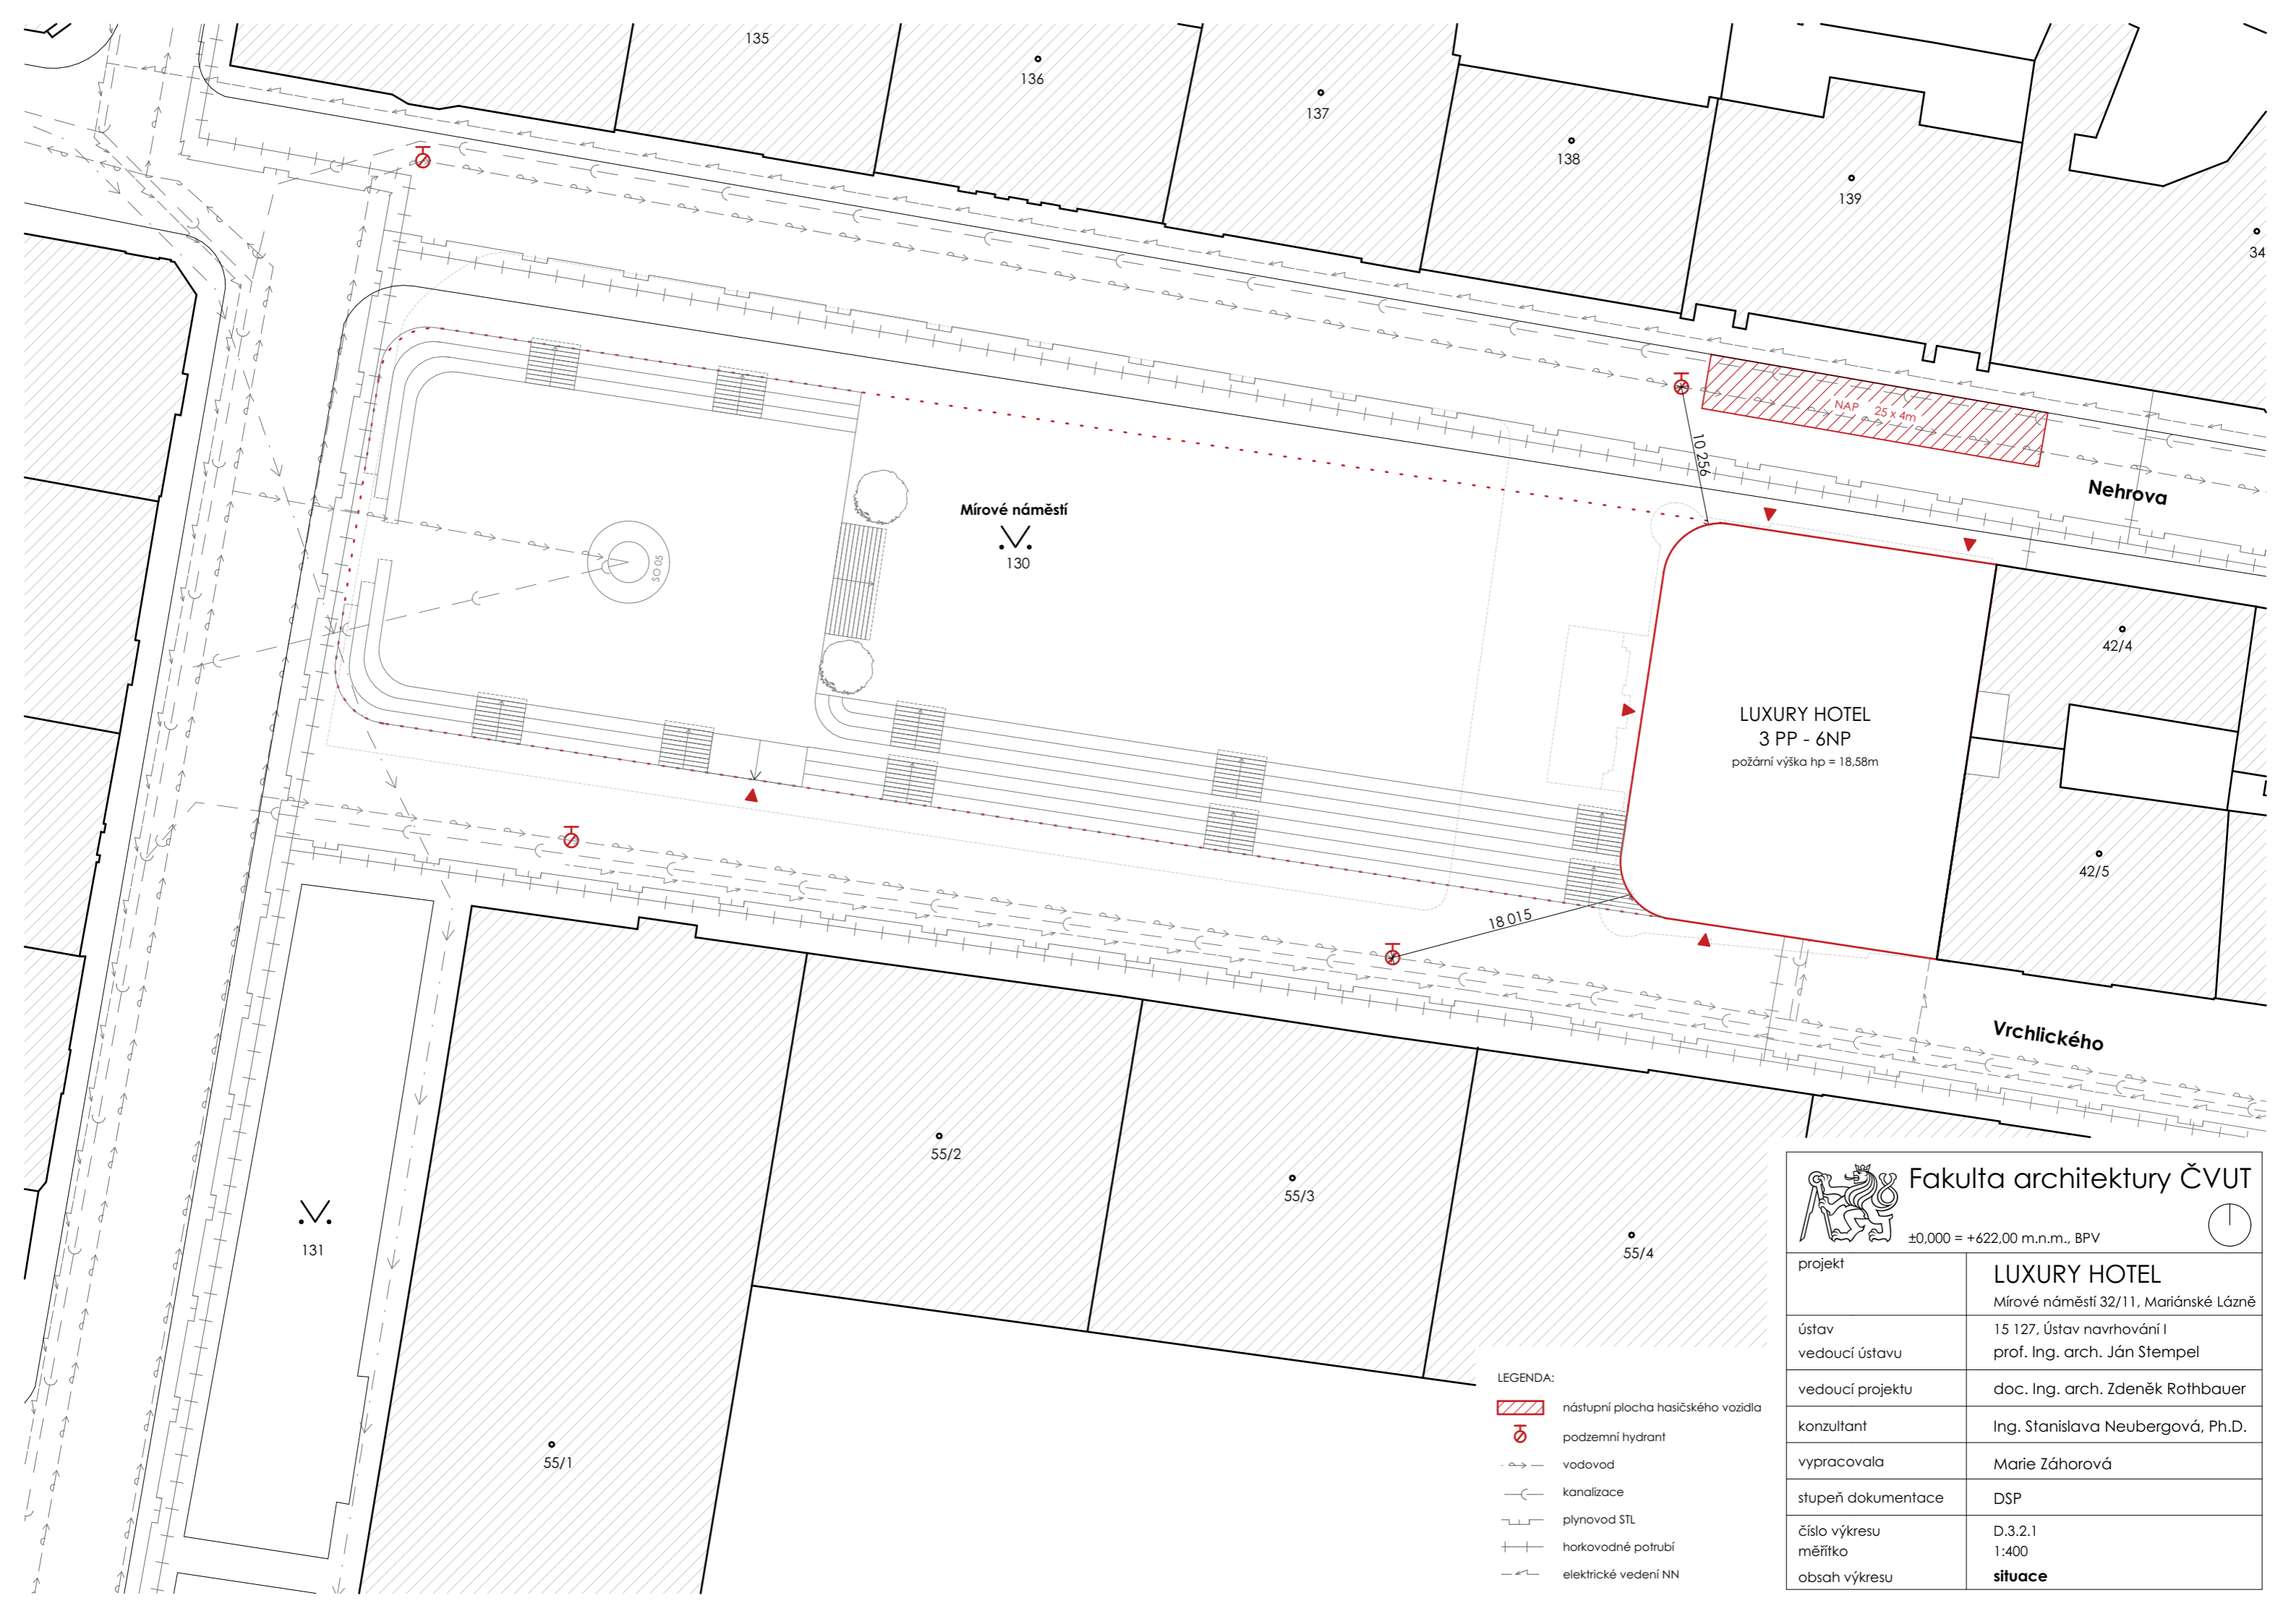 135
136
137
138
139
34
NAP 25 x 4m
10 256
Nehrova
Mírové náměstí
130
SO 05
42/4
LUXURY HOTEL
3 PP - 6NP
požární výška hp = 18,58m
42/5
18 015
Vrchlického
55/2
55/3
55/4
131
55/1
LEGENDA:
nástupní plocha hasičského vozidla
podzemní hydrant
vodovod
kanalizace
plynovod STL
horkovodné potrubí
elektrické vedení NN
Fakulta architektury ČVUT
±0,000 = +622,00 m.n.m., BPV
projekt
LUXURY HOTEL
Mírové náměstí 32/11, Mariánské Lázně
ústav 15 127, Ústav navrhování I
vedoucí ústavu prof. Ing. arch. Ján Stempel
vedoucí projektu doc. Ing. arch. Zdeněk Rothbauer
konzultant Ing. Stanislava Neubergová, Ph.D.
vypracovala Marie Záhorová
stupeň dokumentace DSP
číslo výkresu D.3.2.1
měřítko 1:400
obsah výkresu situace